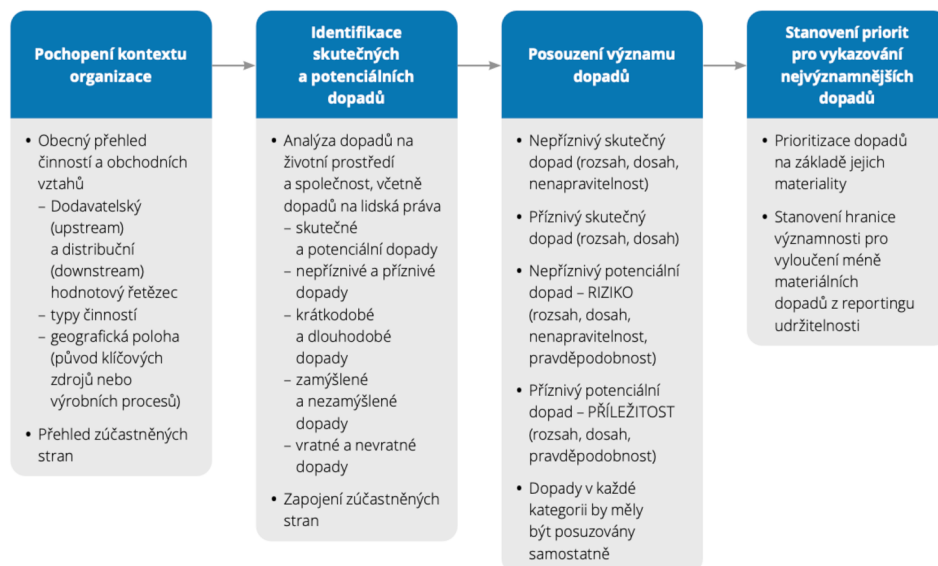 Pochopení kontextu
organizace
• Obecný přehled
činností a obchodních
vztahů
– Dodavatelský
(upstream)
a distribuční
(downstream)
hodnotový řetězec
– typy činností
– geografická poloha
(původ klíčových
zdrojů nebo
výrobních procesů)
• Přehled zúčastněných
stran
Identifikace
skutečných
a potenciálních
dopadů
• Analýza dopadů na
životní prostředí
a společnost, včetně
dopadů na lidská práva
– skutečné
a potenciální dopady
– nepříznivé a příznivé
dopady
– krátkodobé
a dlouhodobé
dopady
– zamýšlené
a nezamýšlené
dopady
– vratné a nevratné
dopady
• Zapojení zúčastněných
stran
Posouzení významu
dopadů
• Nepříznivý skutečný
dopad (rozsah, dosah,
nenapravitelnost)
• Příznivý skutečný
dopad (rozsah, dosah)
• Nepříznivý potenciální
dopad – RIZIKO
(rozsah, dosah,
nenapravitelnost,
pravděpodobnost)
• Příznivý potenciální
dopad – PŘÍLEŽITOST
(rozsah, dosah,
pravděpodobnost)
• Dopady v každé
kategorii by měly
být posuzovány
samostatně
Stanovení priorit
pro vykazování
nejvýznamnějších
dopadů
• Prioritizace dopadů
na základě jejich
materiality
• Stanovení hranice
významnosti pro
vyloučení méně
materiálních
dopadů z reportingu
udržitelnosti